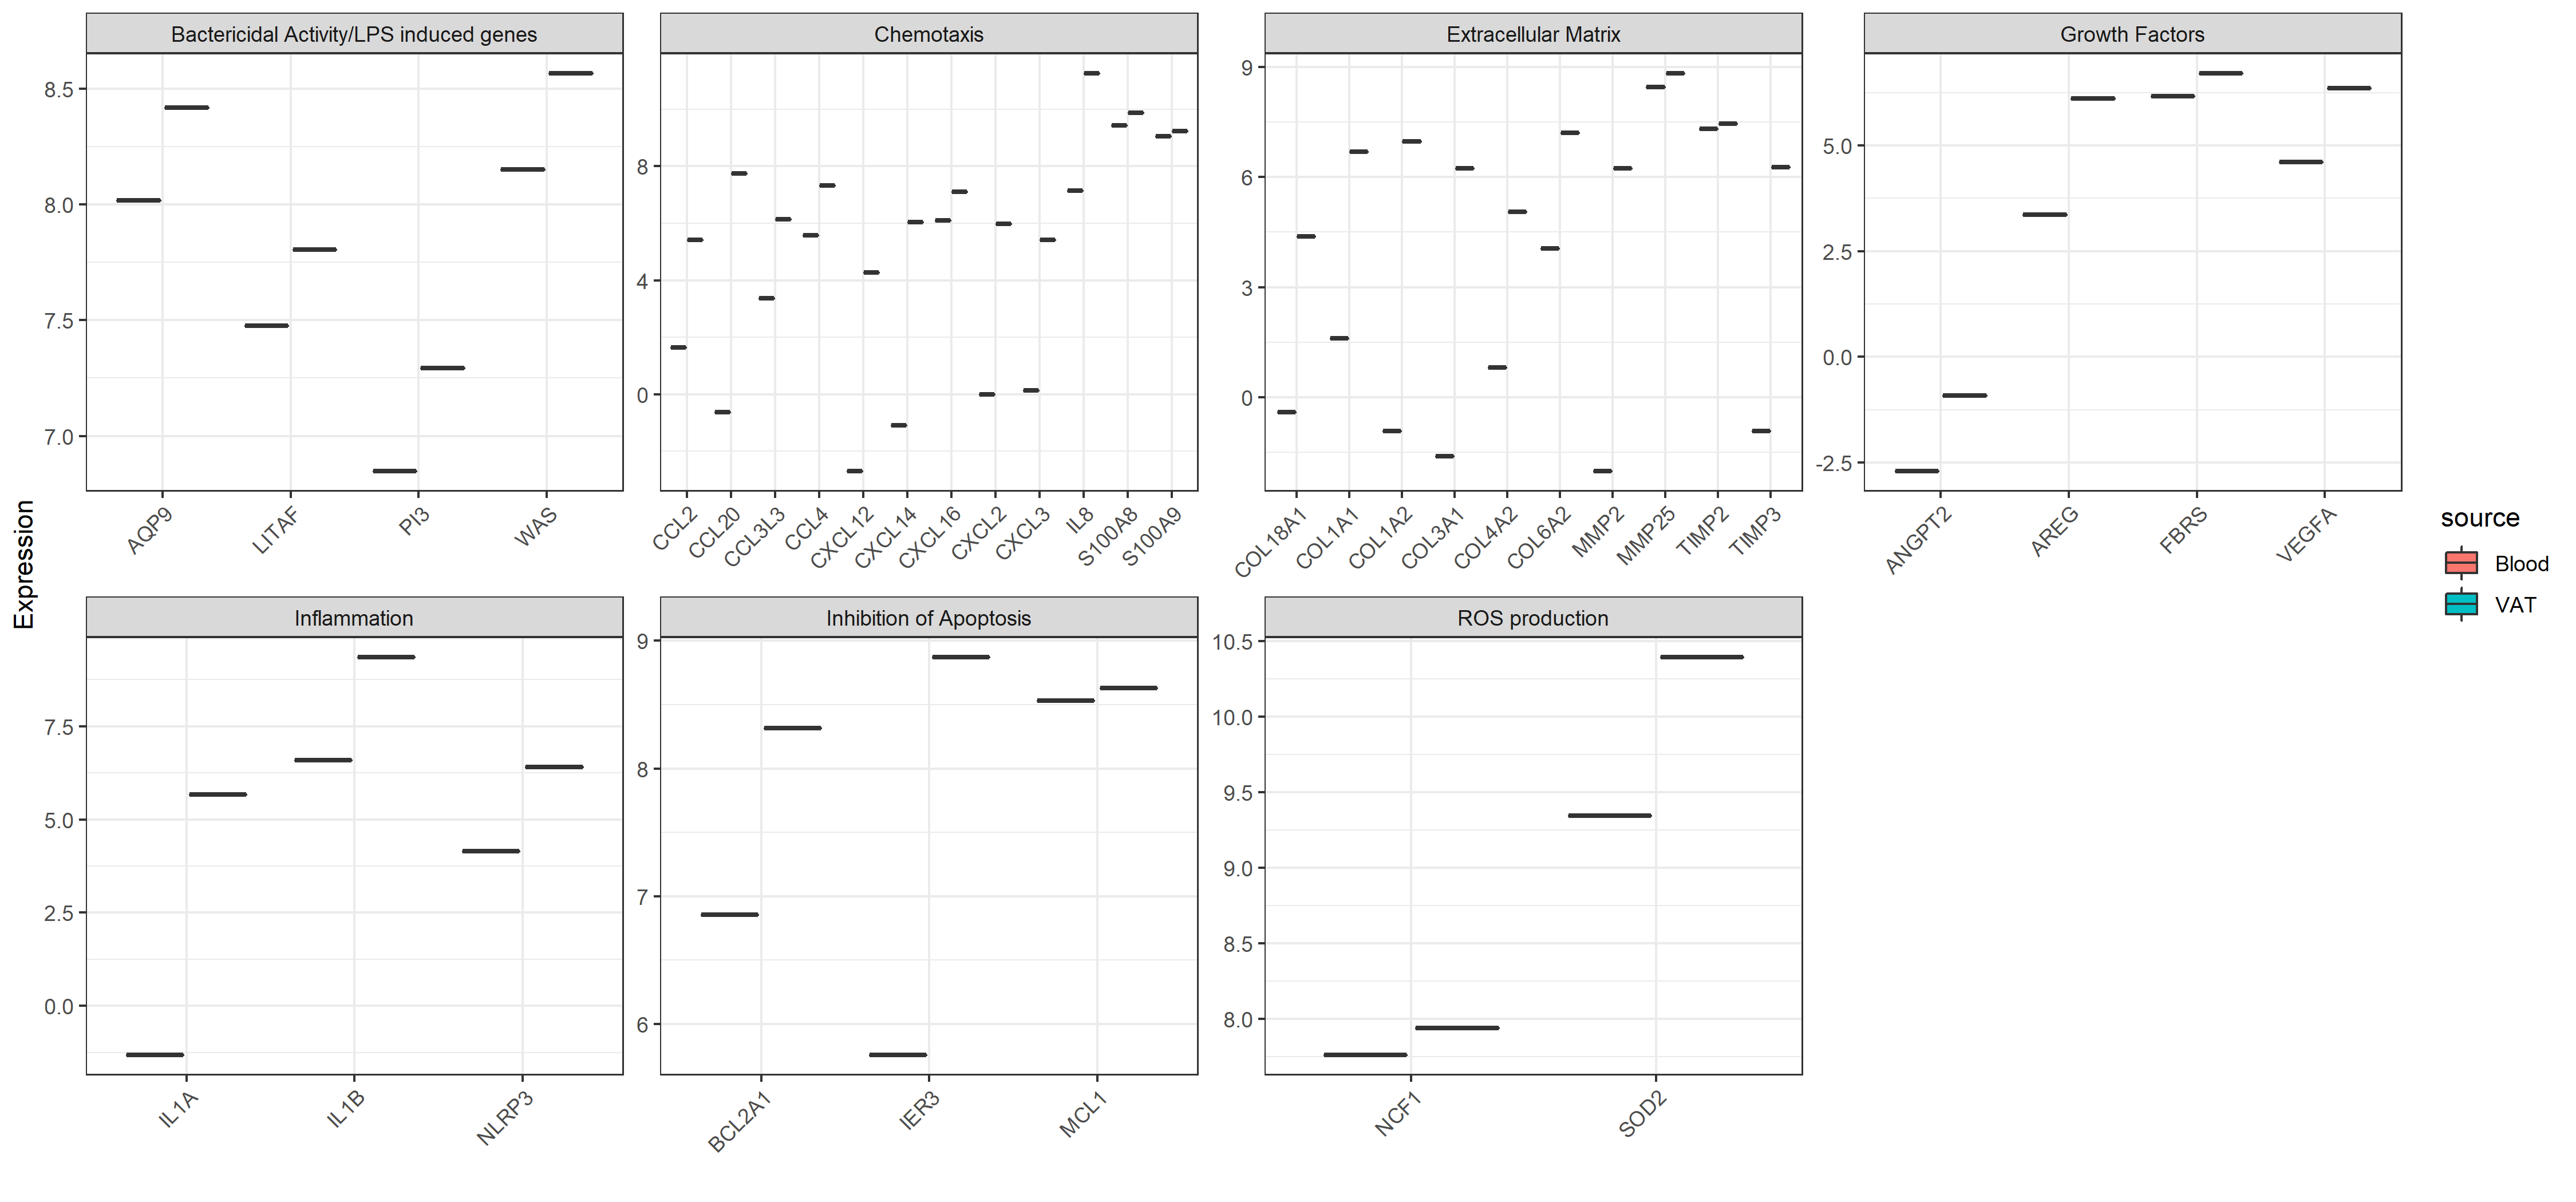 Bactericidal Activity/LPS induced genes
Chemotaxis
Extracellular Matrix
Growth Factors
8.5
8.0
7.5
7.0
8
4
0
9
6
3
0
5.0
2.5
0.0
-2.5
AQP9
LITAF
PI3
WAS
CCL2
CCL20
CCL3L3
CCL4
CXCL12
CXCL14
CXCL16
CXCL2
CXCL3
IL8
S100A8
S100A9
COL18A1
COL1A1
COL1A2
COL3A1
COL4A2
COL6A2
MMP2
MMP25
TIMP2
TIMP3
ANGPT2
AREG
FBRS
VEGFA
Expression
source
Blood
VAT
Inflammation
Inhibition of Apoptosis
ROS production
7.5
5.0
2.5
0.0
9
8
7
6
10.5
10.0
9.5
9.0
8.5
8.0
IL1A
IL1B
NLRP3
BCL2A1
IER3
MCL1
NCF1
SOD2